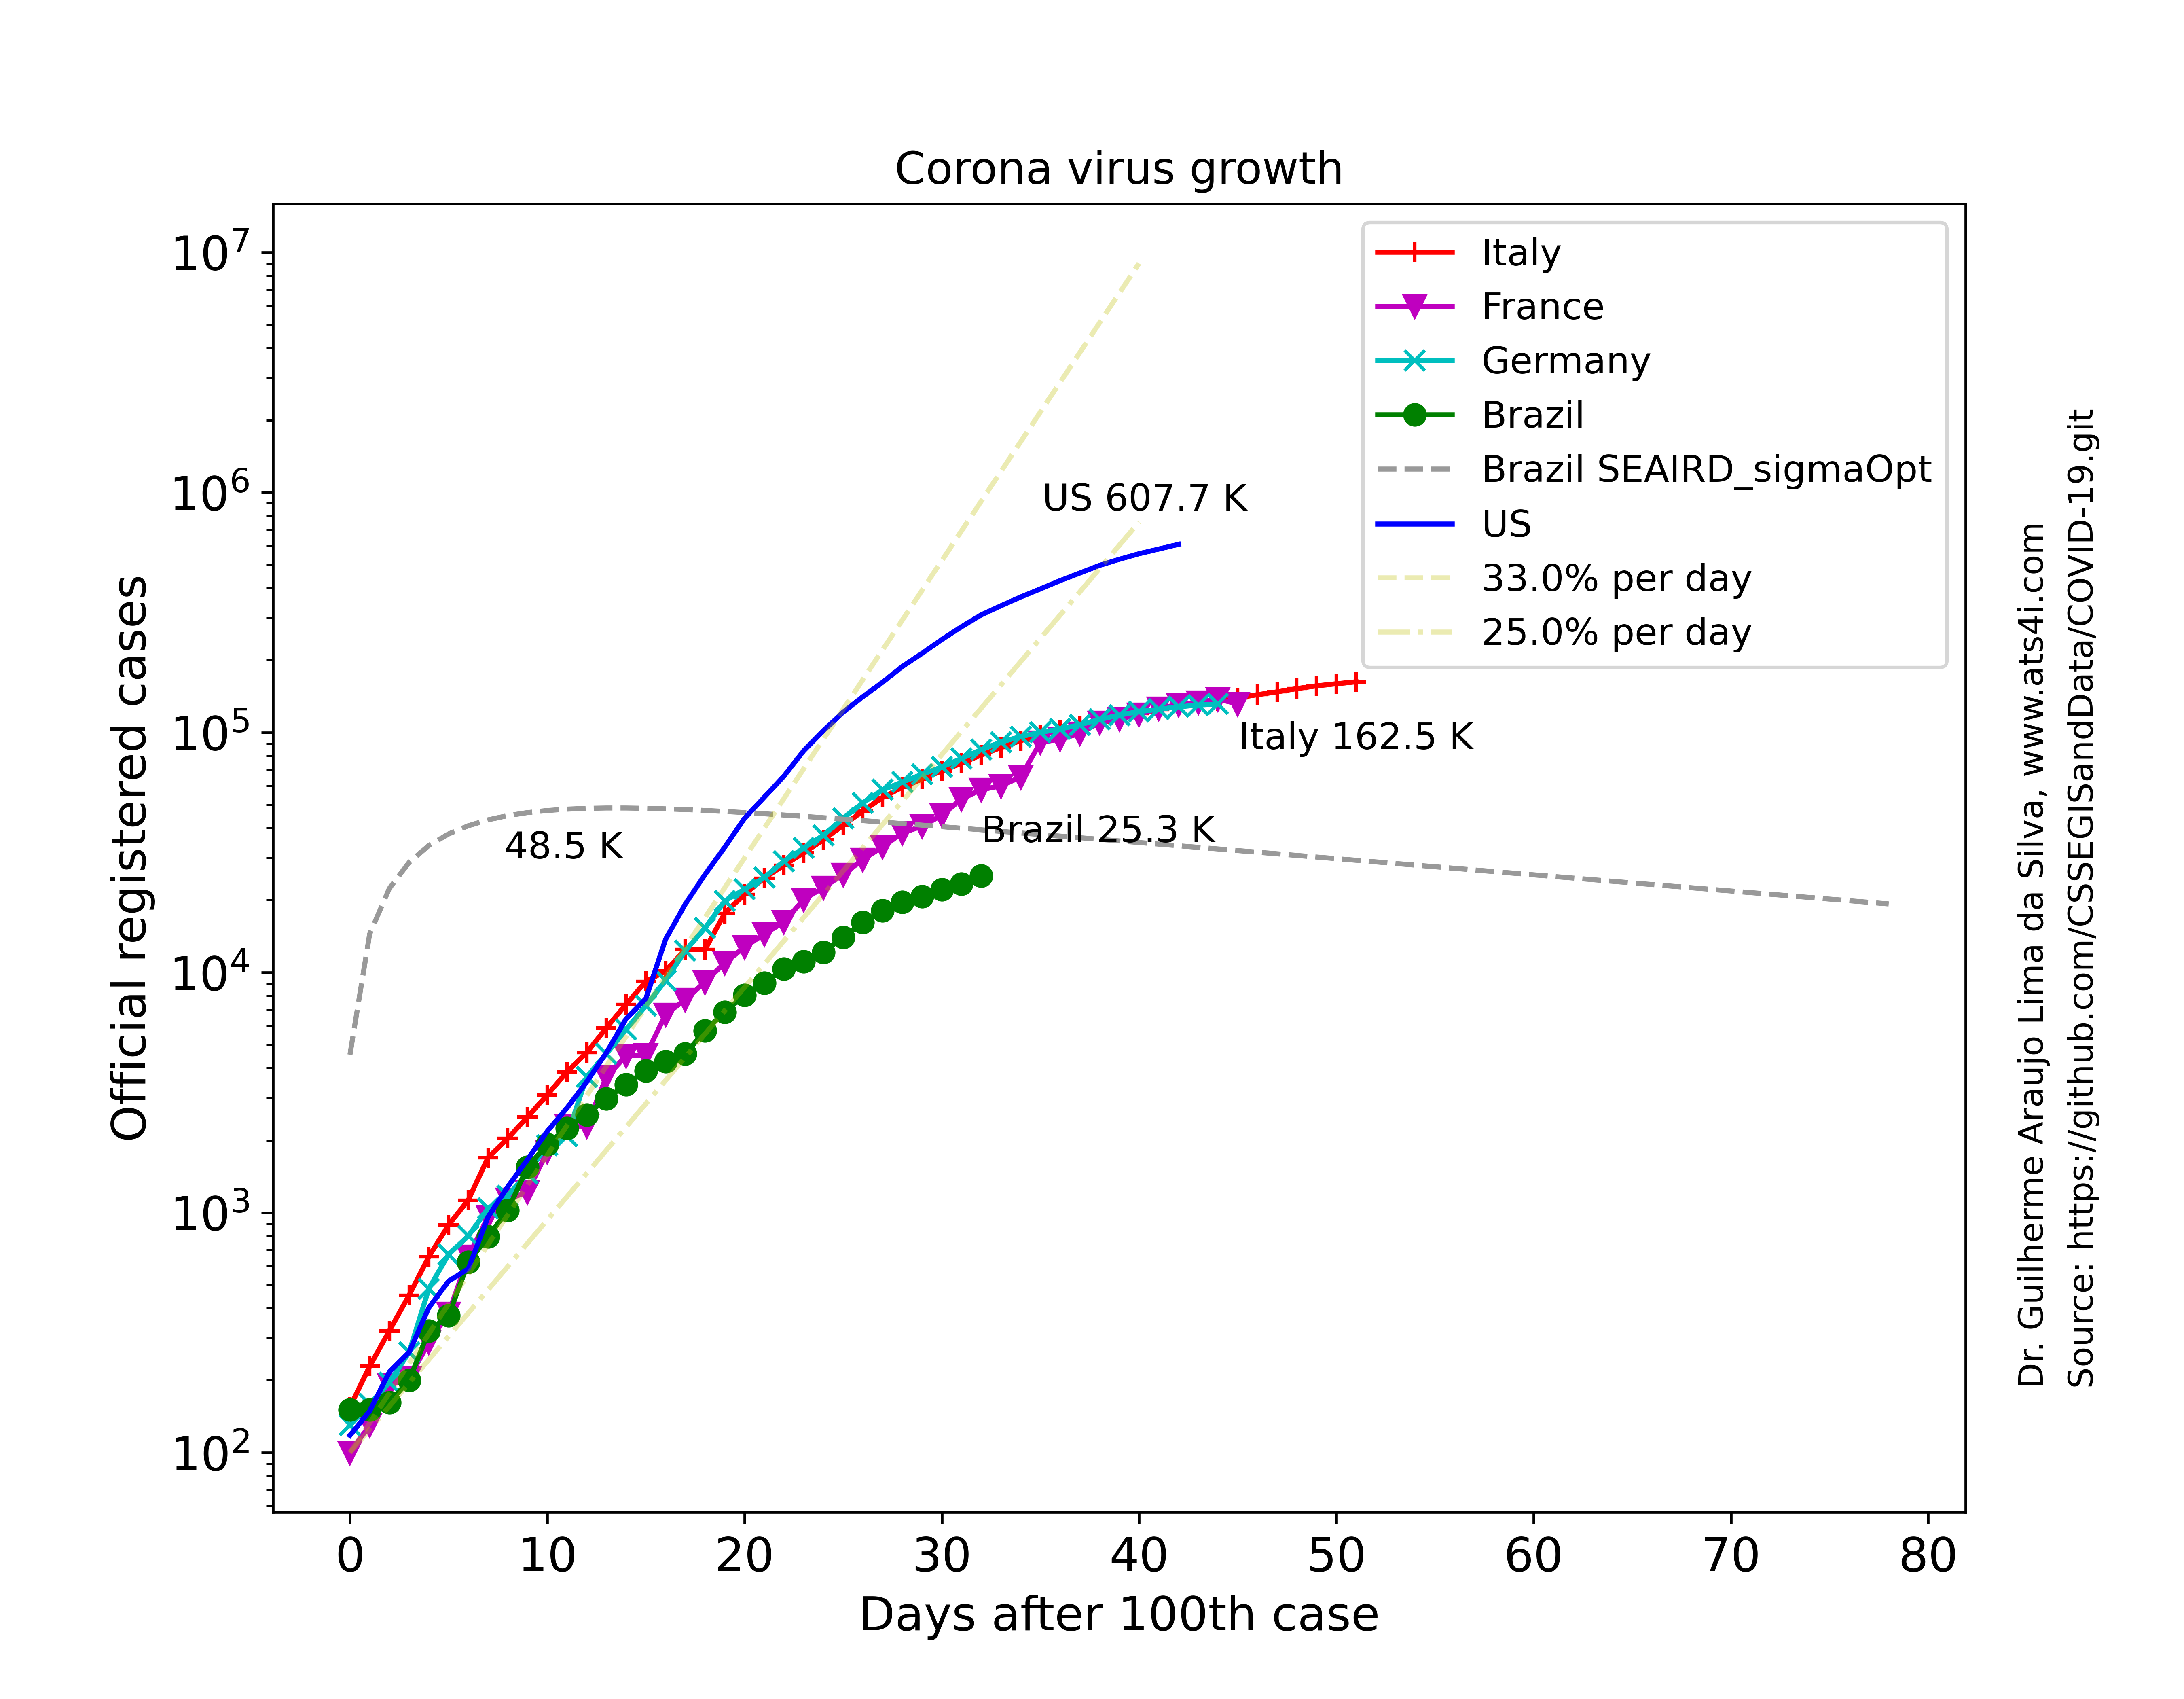 Corona virus growth
10^7
10^6
10^5
10^4
10^3
10^2
Official registered cases
Italy
France
Germany
Brazil
Brazil SEAIRD_sigmaOpt
US
33.0% per day
25.0% per day
US 607.7 K
Italy 162.5 K
Brazil 25.3 K
48.5 K
0 10 20 30 40 50 60 70 80
Days after 100th case
Dr. Guilherme Araujo Lima da Silva, www.ats4i.com
Source: https://github.com/CSSEGISandData/COVID-19.git